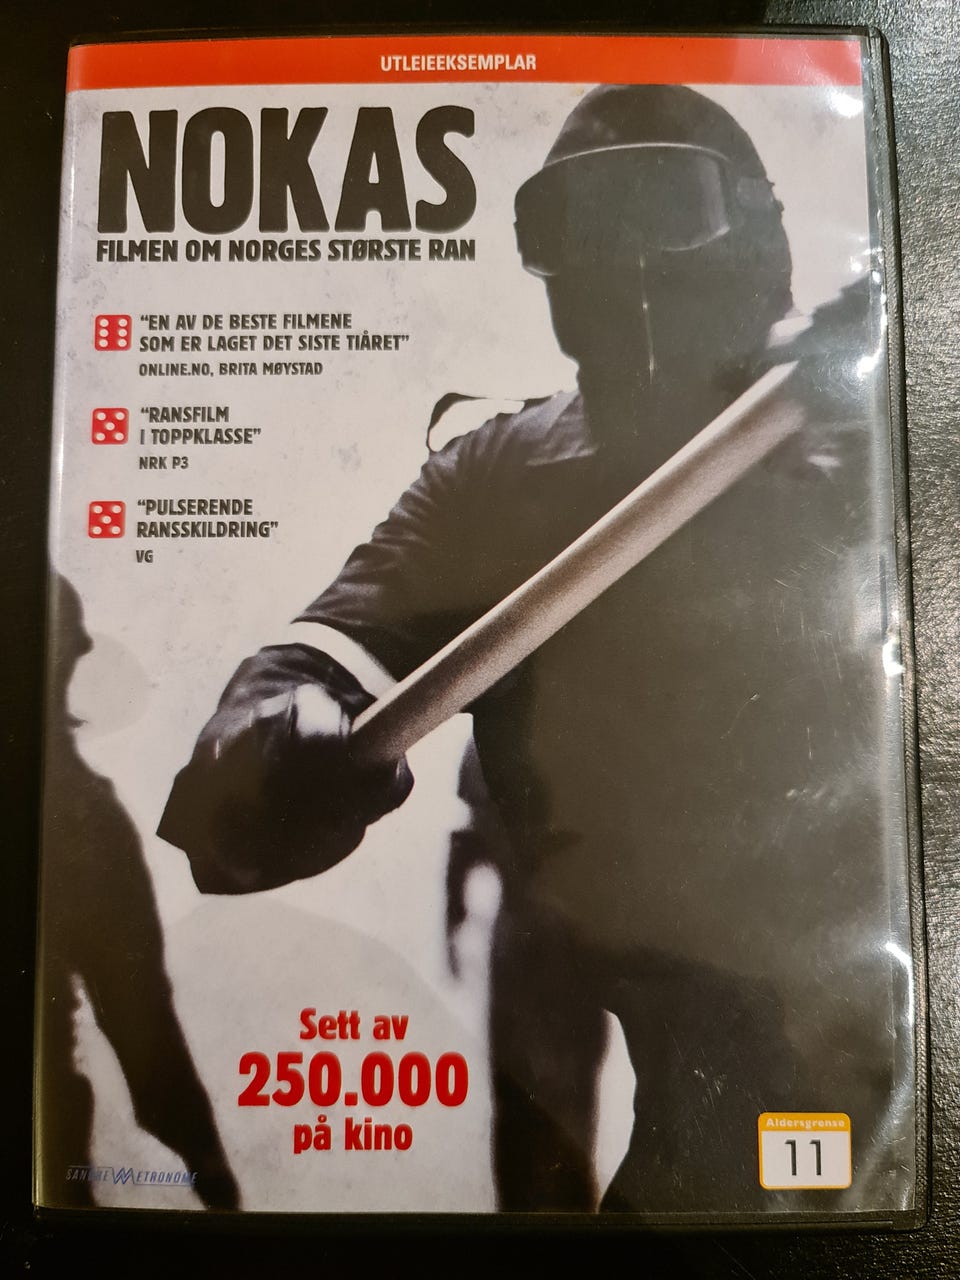 UTLEIEEKSEMPLAR
NOKAS
FILMEN OM NORGES STØRSTE RAN
“EN AV DE BESTE FILMENE
SOM ER LAGET DET SISTE TIÅRET”
ONLINE.NO, BRITA MØYSTAD
“RANSFILM
I TOPPKLASSE”
NRK P3
“PULSERENDE
RANSSKILDRING”
VG
Sett av
250.000
på kino
Aldersgrense
11
SANDREW METRONOME